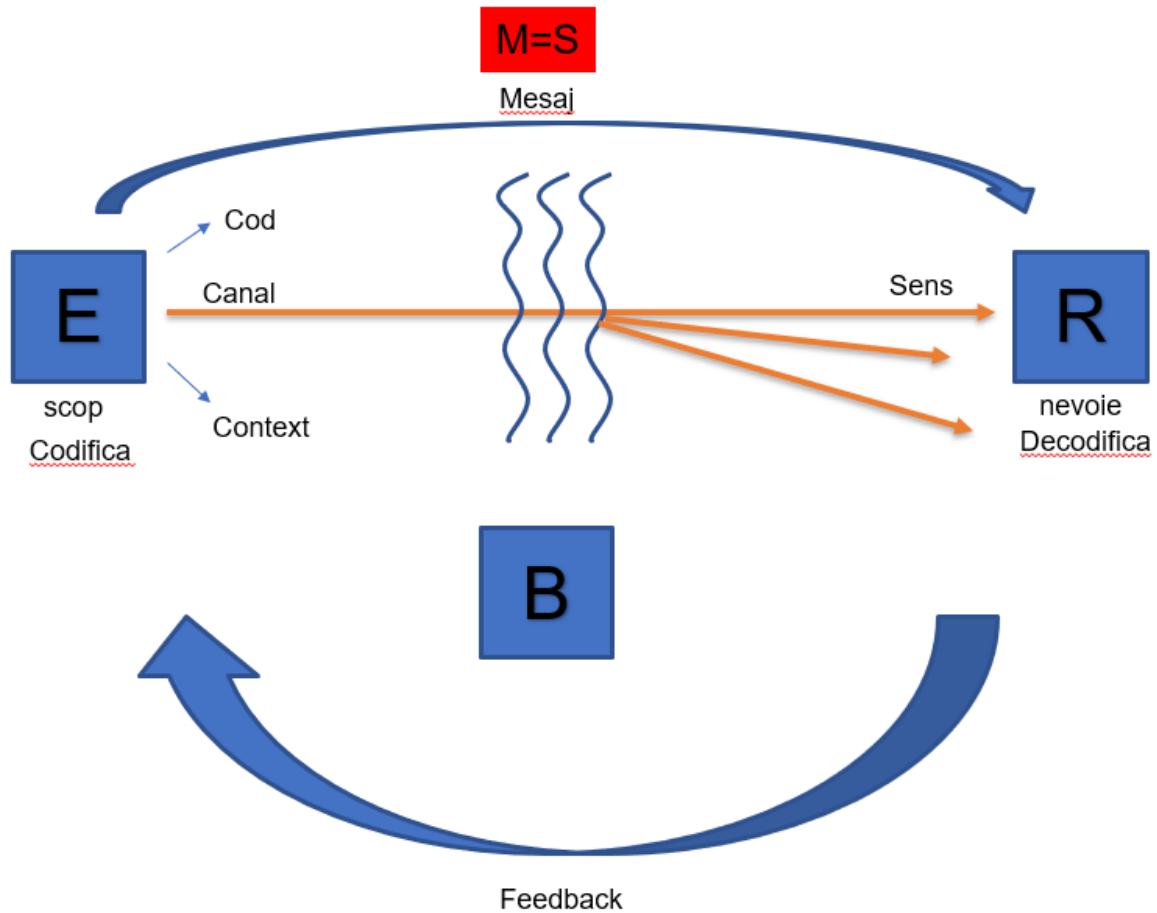 M=S
Mesaj
Cod
Canal
Sens
E
R
scop
nevoie
Context
Codifica
Decodifica
B
Feedback